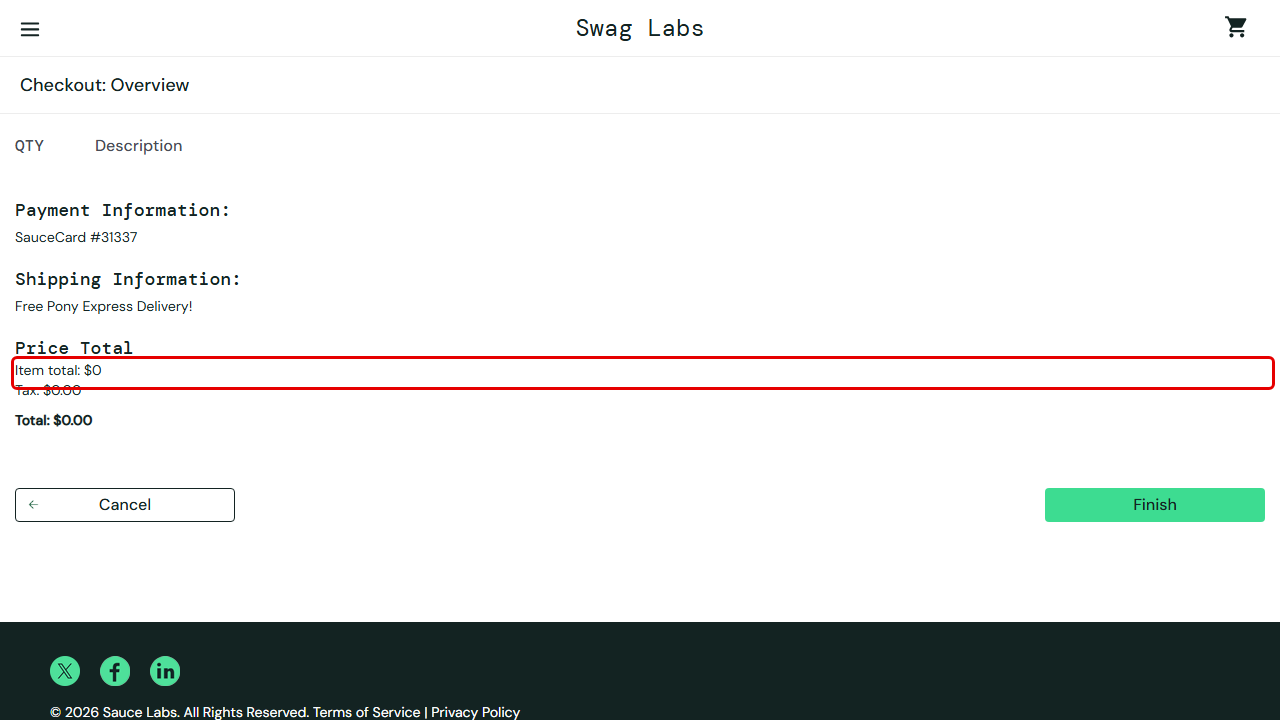 Swag Labs
Checkout: Overview
QTY Description
Payment Information:
SauceCard #31337
Shipping Information:
Free Pony Express Delivery!
Price Total
Item total: $0
Tax: $0.00
Total: $0.00
Cancel
Finish
© 2026 Sauce Labs. All Rights Reserved. Terms of Service | Privacy Policy